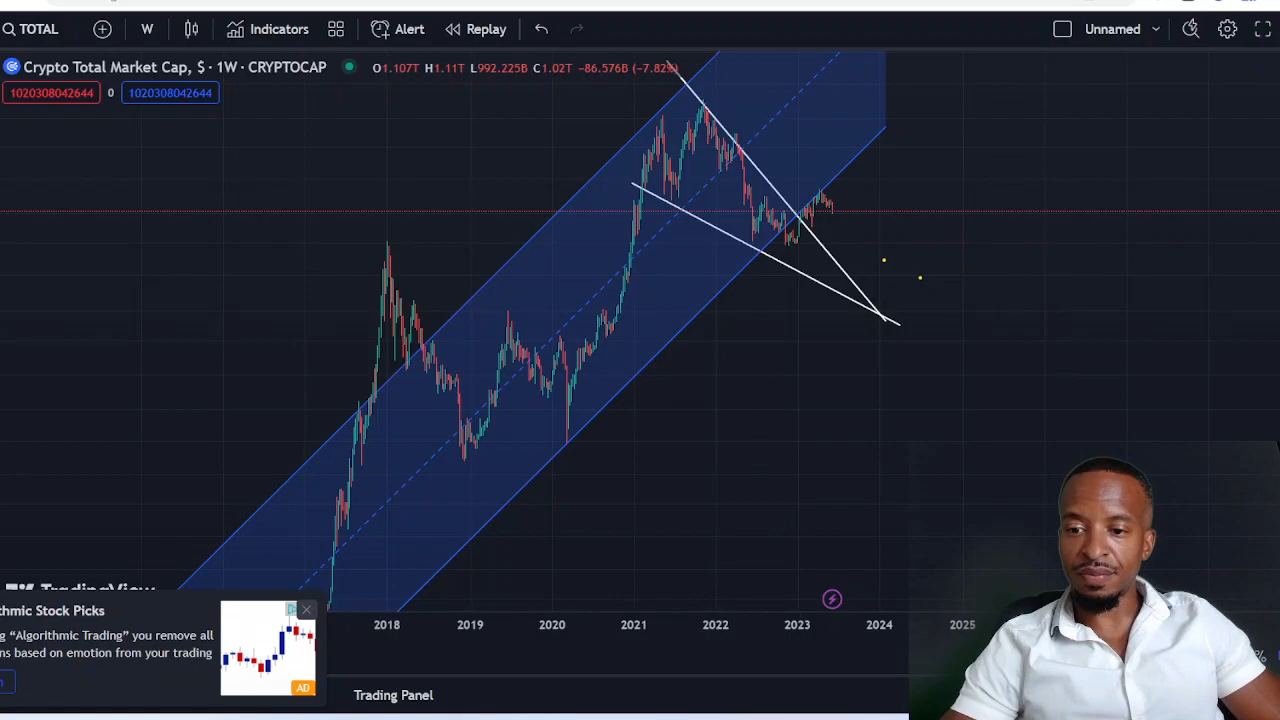 TOTAL W Indicators Alert Replay Unnamed
Crypto Total Market Cap, $ · 1W · CRYPTOCAP O1.107T H1.11T L992.225B C1.02T −86.576B (−7.82%)
1020308042644 0 1020308042644
TradingView
thmic Stock Picks
g “Algorithmic Trading” you remove all
ns based on emotion from your trading
AD
2018 2019 2020 2021 2022 2023 2024 2025
%
Trading Panel